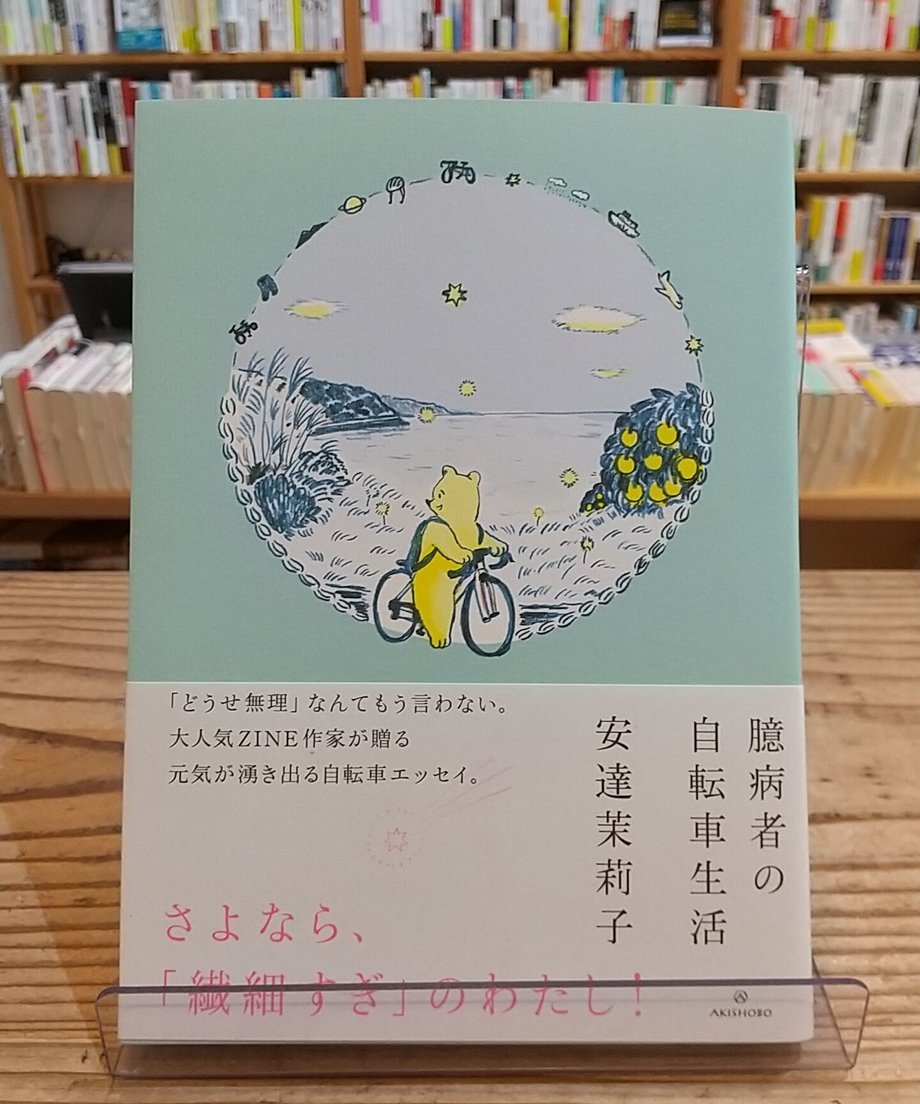 「どうせ無理」なんてもう言わない。
大人気ZINE作家が贈る
元気が湧き出る自転車エッセイ。
臆病者の
自転車生活
安達茉莉子
さよなら、
「繊細すぎ」のわたし！
AKISHOBO